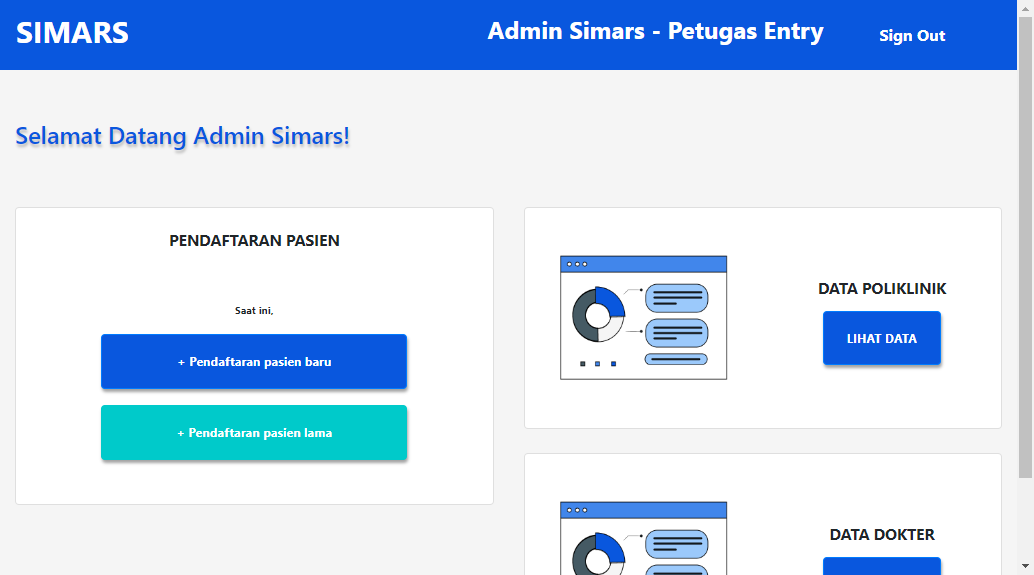 SIMARS
Admin Simars - Petugas Entry
Sign Out
Selamat Datang Admin Simars!
PENDAFTARAN PASIEN
Saat ini,
+ Pendaftaran pasien baru
+ Pendaftaran pasien lama
DATA POLIKLINIK
LIHAT DATA
DATA DOKTER